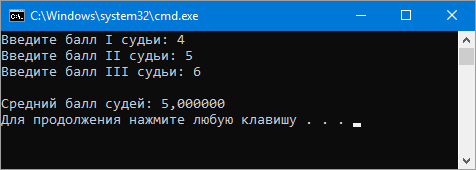 C:\Windows\system32\cmd.exe
Введите балл I судьи: 4
Введите балл II судьи: 5
Введите балл III судьи: 6
Средний балл судей: 5,000000
Для продолжения нажмите любую клавишу . . .